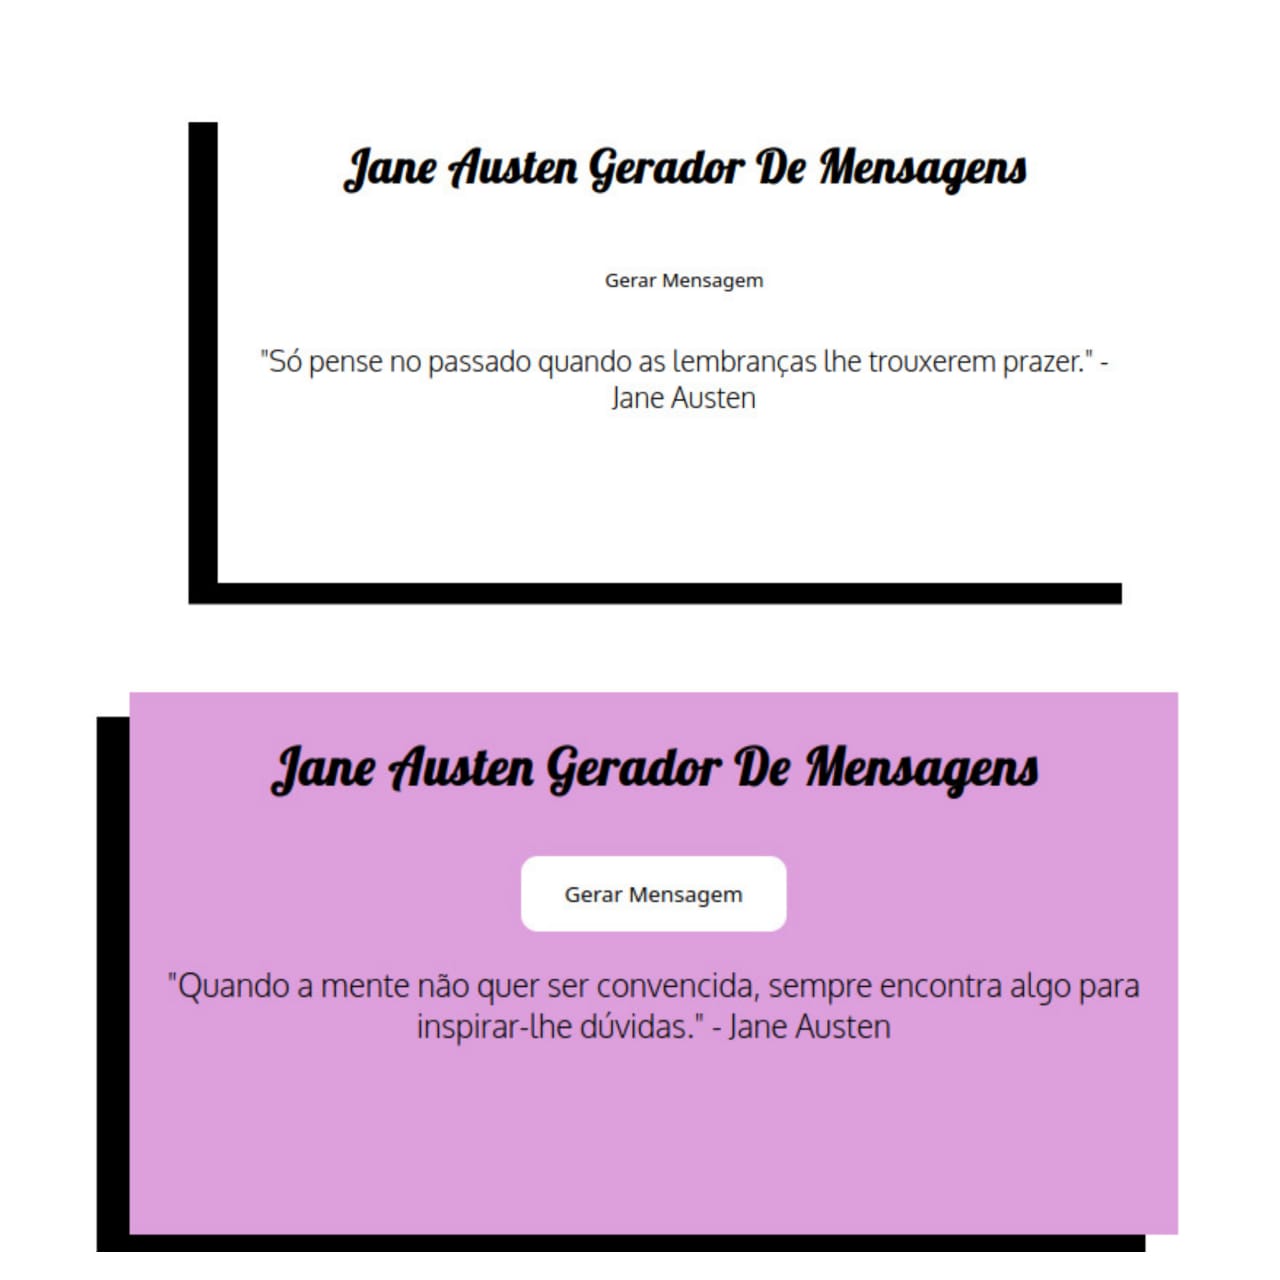 Jane Austen Gerador De Mensagens
Gerar Mensagem
"Só pense no passado quando as lembranças lhe trouxerem prazer." -
Jane Austen
Jane Austen Gerador De Mensagens
Gerar Mensagem
"Quando a mente não quer ser convencida, sempre encontra algo para
inspirar-lhe dúvidas." - Jane Austen